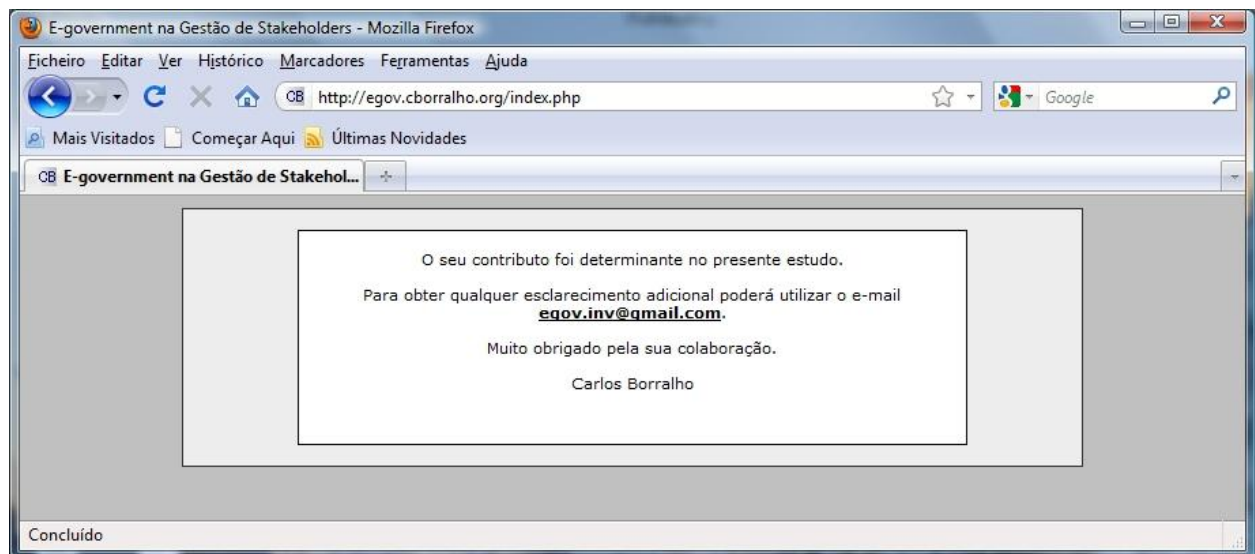 E-government na Gestão de Stakeholders - Mozilla Firefox
Ficheiro Editar Ver Histórico Marcadores Ferramentas Ajuda
CB http://egov.cborralho.org/index.php Google
Mais Visitados Começar Aqui Últimas Novidades
CB E-government na Gestão de Stakehol...
O seu contributo foi determinante no presente estudo.
Para obter qualquer esclarecimento adicional poderá utilizar o e-mail
egov.inv@gmail.com.
Muito obrigado pela sua colaboração.
Carlos Borralho
Concluído